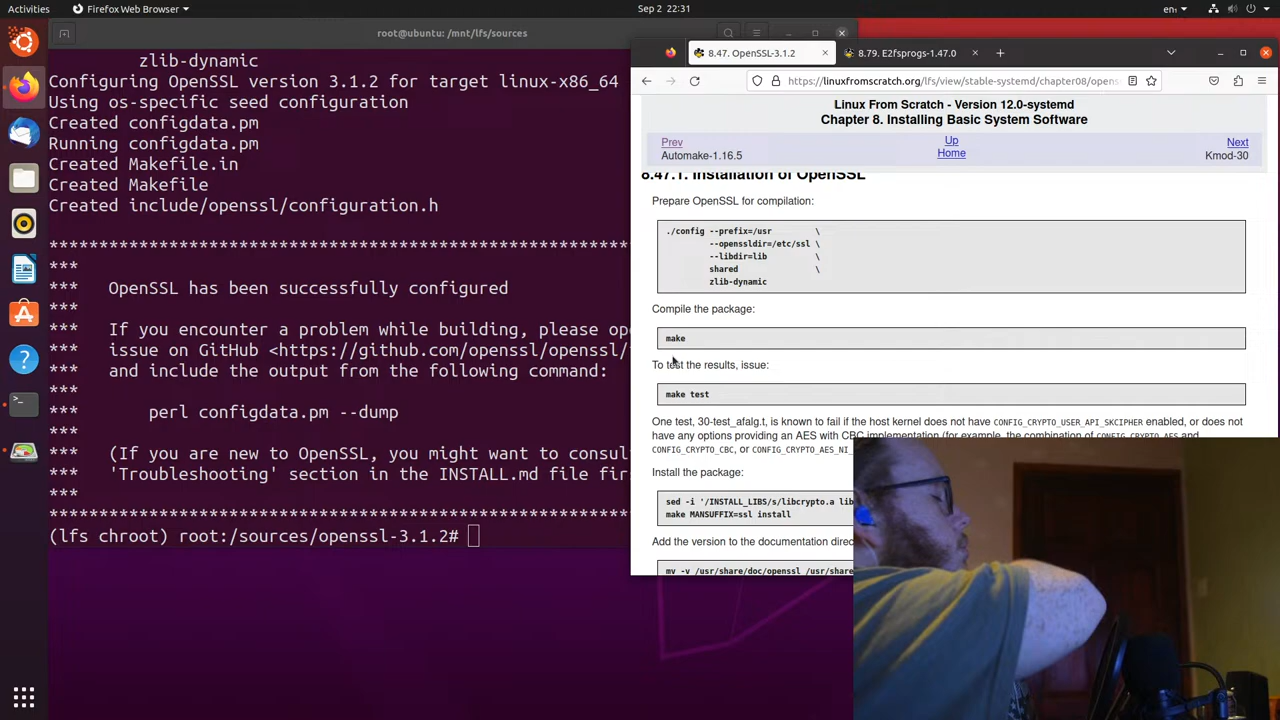 Activities
Firefox Web Browser
Sep 2 22:31
en
root@ubuntu: /mnt/lfs/sources
zlib-dynamic
Configuring OpenSSL version 3.1.2 for target linux-x86_64
Using os-specific seed configuration
Created configdata.pm
Running configdata.pm
Created Makefile.in
Created Makefile
Created include/openssl/configuration.h
**********************************************************
***
*** OpenSSL has been successfully configured
***
*** If you encounter a problem while building, please op
*** issue on GitHub <https://github.com/openssl/openssl/
*** and include the output from the following command:
***
*** perl configdata.pm --dump
***
*** (If you are new to OpenSSL, you might want to consul
*** 'Troubleshooting' section in the INSTALL.md file fir
***
**********************************************************
(lfs chroot) root:/sources/openssl-3.1.2#
8.47. OpenSSL-3.1.2
8.79. E2fsprogs-1.47.0
https://linuxfromscratch.org/lfs/view/stable-systemd/chapter08/opens
Linux From Scratch - Version 12.0-systemd
Chapter 8. Installing Basic System Software
Prev
Up
Next
Automake-1.16.5
Home
Kmod-30
8.47.1. Installation of OpenSSL
Prepare OpenSSL for compilation:
./config --prefix=/usr \
--openssldir=/etc/ssl \
--libdir=lib \
shared \
zlib-dynamic
Compile the package:
make
To test the results, issue:
make test
One test, 30-test_afalg.t, is known to fail if the host kernel does not have CONFIG_CRYPTO_USER_API_SKCIPHER enabled, or does not
have any options providing an AES with CBC implementation (for example, the combination of CONFIG_CRYPTO_AES and
CONFIG_CRYPTO_CBC, or CONFIG_CRYPTO_AES_NI_
Install the package:
sed -i '/INSTALL_LIBS/s/libcrypto.a lib
make MANSUFFIX=ssl install
Add the version to the documentation direc
mv -v /usr/share/doc/openssl /usr/share